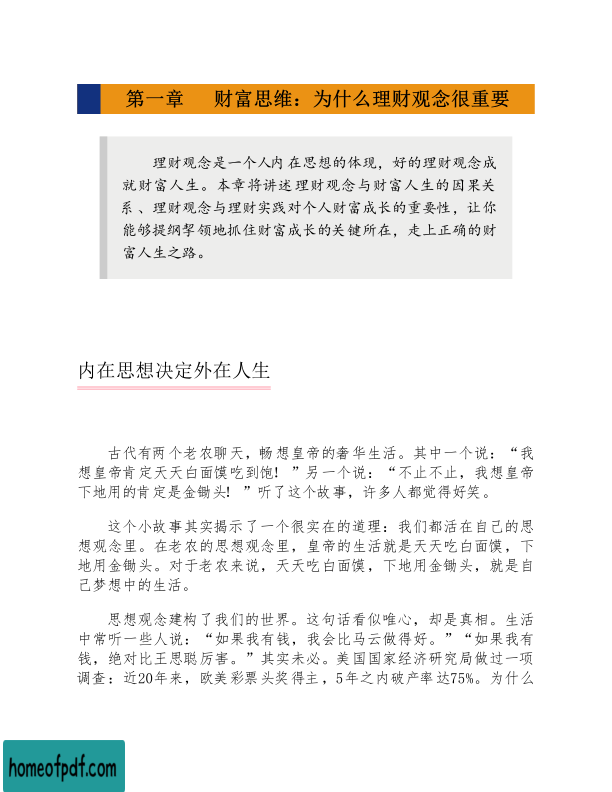 第一章 财富思维：为什么理财观念很重要
理财观念是一个人内在思想的体现，好的理财观念成
就财富人生。本章将讲述理财观念与财富人生的因果关
系、理财观念与理财实践对个人财富成长的重要性，让你
能够提纲挈领地抓住财富成长的关键所在，走上正确的财
富人生之路。
内在思想决定外在人生
古代有两个老农聊天，畅想皇帝的奢华生活。其中一个说：“我
想皇帝肯定天天白面馍吃到饱！”另一个说：“不止不止，我想皇帝
下地用的肯定是金锄头！”听了这个故事，许多人都觉得好笑。
这个小故事其实揭示了一个很实在的道理：我们都活在自己的思
想观念里。在老农的思想观念里，皇帝的生活就是天天吃白面馍，下
地用金锄头。对于老农来说，天天吃白面馍，下地用金锄头，就是自
己梦想中的生活。
思想观念建构了我们的世界。这句话看似唯心，却是真相。生活
中常听一些人说：“如果我有钱，我会比马云做得好。”“如果我有
钱，绝对比王思聪厉害。”其实未必。美国国家经济研究局做过一项
调查：近20年来，欧美彩票头奖得主，5年之内破产率达75%。为什么
homeofpdf.com